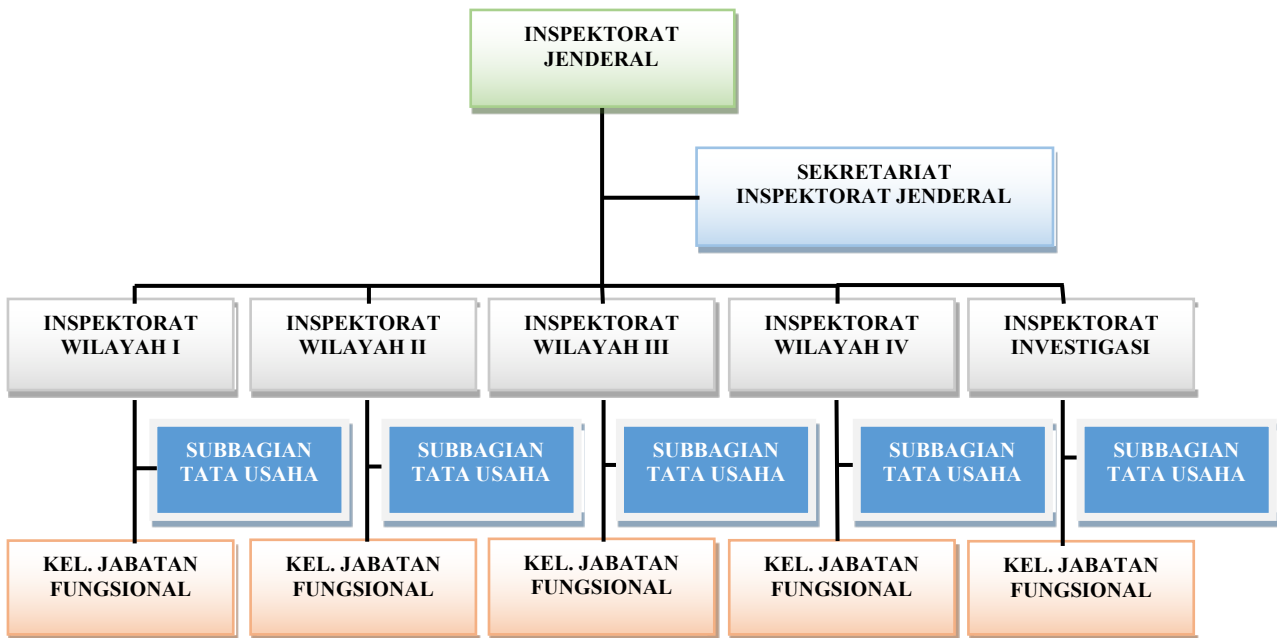 INSPEKTORAT
JENDERAL
SEKRETARIAT
INSPEKTORAT JENDERAL
INSPEKTORAT
WILAYAH I
INSPEKTORAT
WILAYAH II
INSPEKTORAT
WILAYAH III
INSPEKTORAT
WILAYAH IV
INSPEKTORAT
INVESTIGASI
SUBBAGIAN
TATA USAHA
SUBBAGIAN
TATA USAHA
SUBBAGIAN
TATA USAHA
SUBBAGIAN
TATA USAHA
SUBBAGIAN
TATA USAHA
KEL. JABATAN
FUNGSIONAL
KEL. JABATAN
FUNGSIONAL
KEL. JABATAN
FUNGSIONAL
KEL. JABATAN
FUNGSIONAL
KEL. JABATAN
FUNGSIONAL